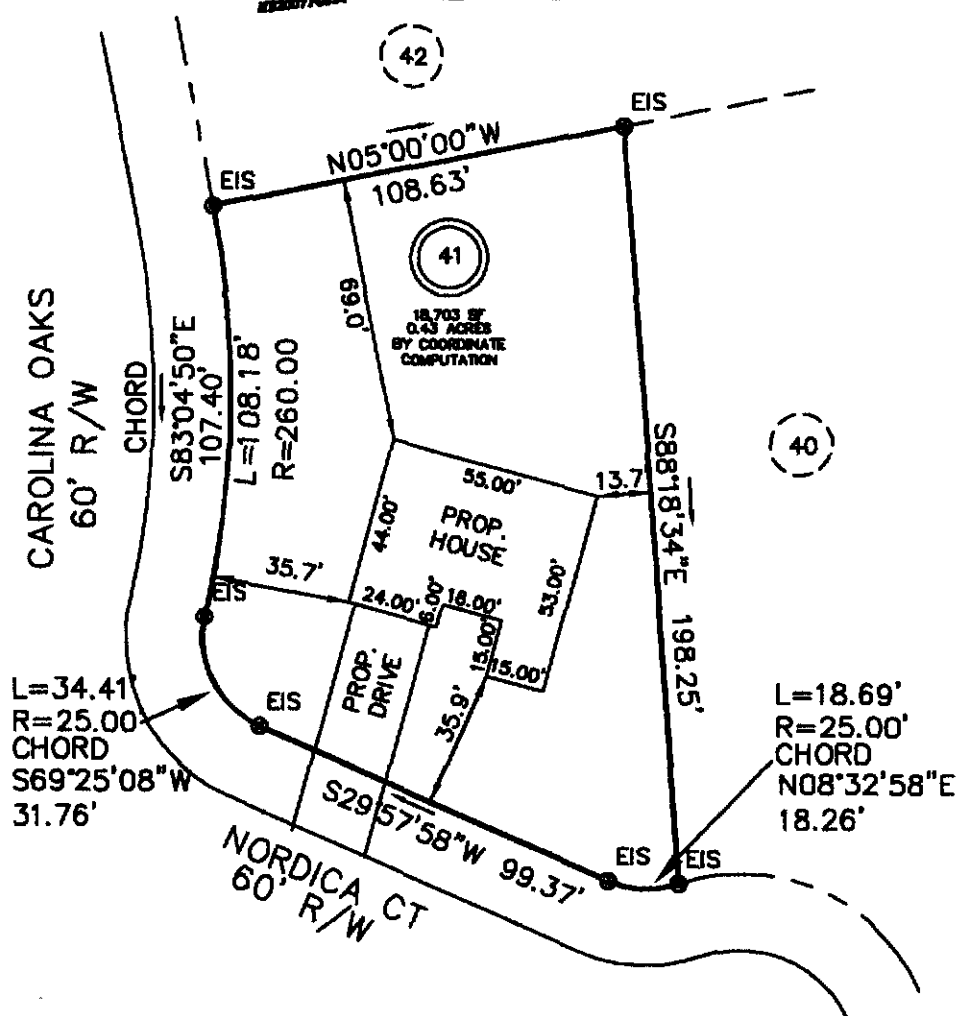 42
EIS
N05°00'00"W
108.63'
EIS
41
18,703 SF
0.43 ACRES
BY COORDINATE
COMPUTATION
69.0'
CAROLINA OAKS
60' R/W
CHORD
S83°04'50"E
107.40'
L=108.18'
R=260.00
S88°18'34"E 198.25'
40
55.00'
13.7'
44.00'
PROP.
HOUSE
53.00'
35.7'
24.00'
6.00'
18.00'
15.00'
15.00'
EIS
PROP.
DRIVE
35.9'
L=34.41'
R=25.00
CHORD
S69°25'08"W
31.76'
EIS
L=18.69'
R=25.00'
CHORD
N08°32'58"E
18.26'
S29°57'58"W 99.37'
EIS
EIS
NORDICA CT
60' R/W